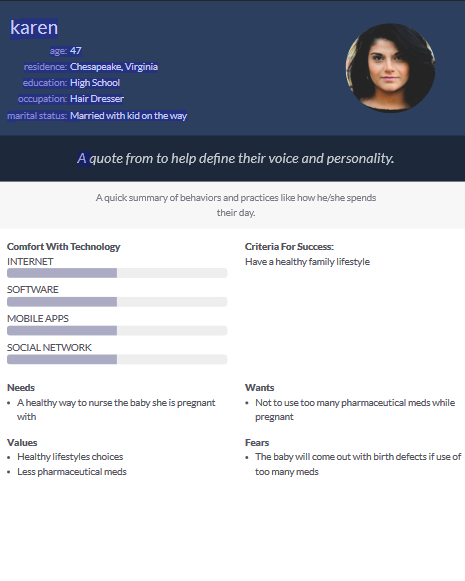 karen
age: 47
residence: Chesapeake, Virginia
education: High School
occupation: Hair Dresser
marital status: Married with kid on the way
A quote from to help define their voice and personality.
A quick summary of behaviors and practices like how he/she spends
their day.
Comfort With Technology
INTERNET
SOFTWARE
MOBILE APPS
SOCIAL NETWORK
Criteria For Success:
Have a healthy family lifestyle
Needs
• A healthy way to nurse the baby she is pregnant
with
Wants
• Not to use too many pharmaceutical meds while
pregnant
Values
• Healthy lifestyles choices
• Less pharmaceutical meds
Fears
• The baby will come out with birth defects if use of
too many meds